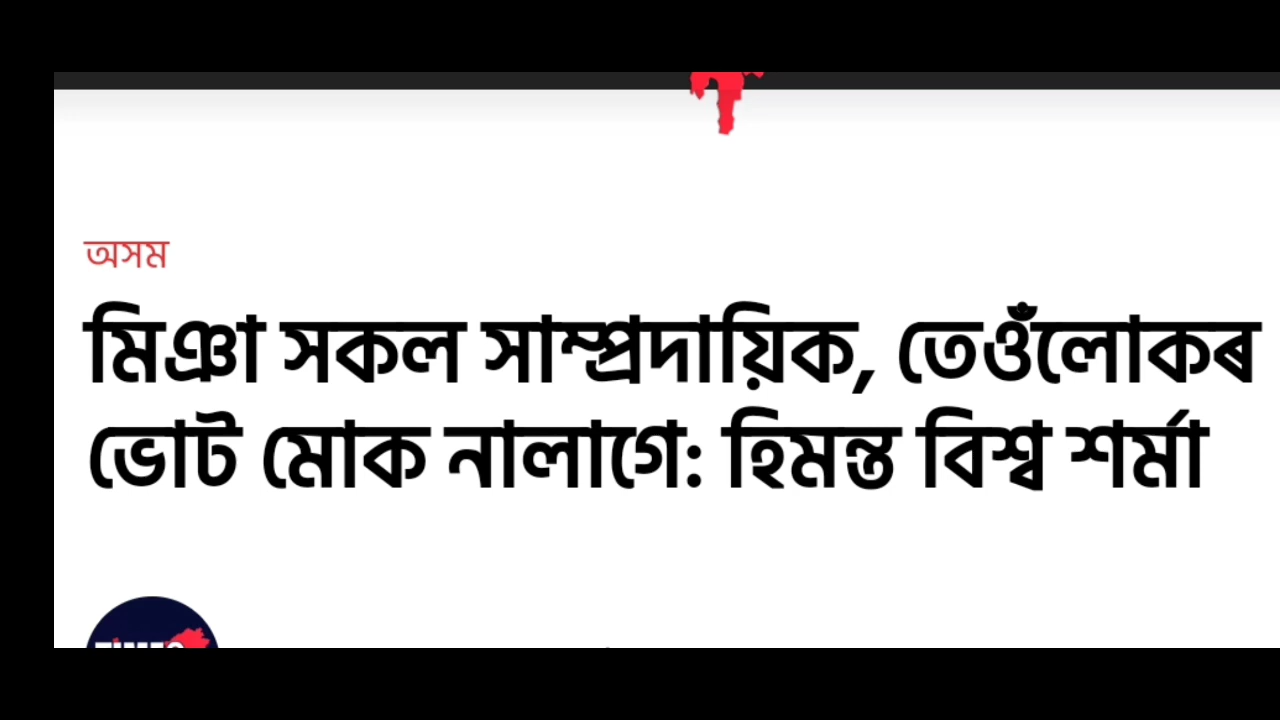 অসম
মিঞা সকল সাম্প্ৰদায়িক, তেওঁলোকৰ
ভোট মোক নালাগে: হিমন্ত বিশ্ব শৰ্মা